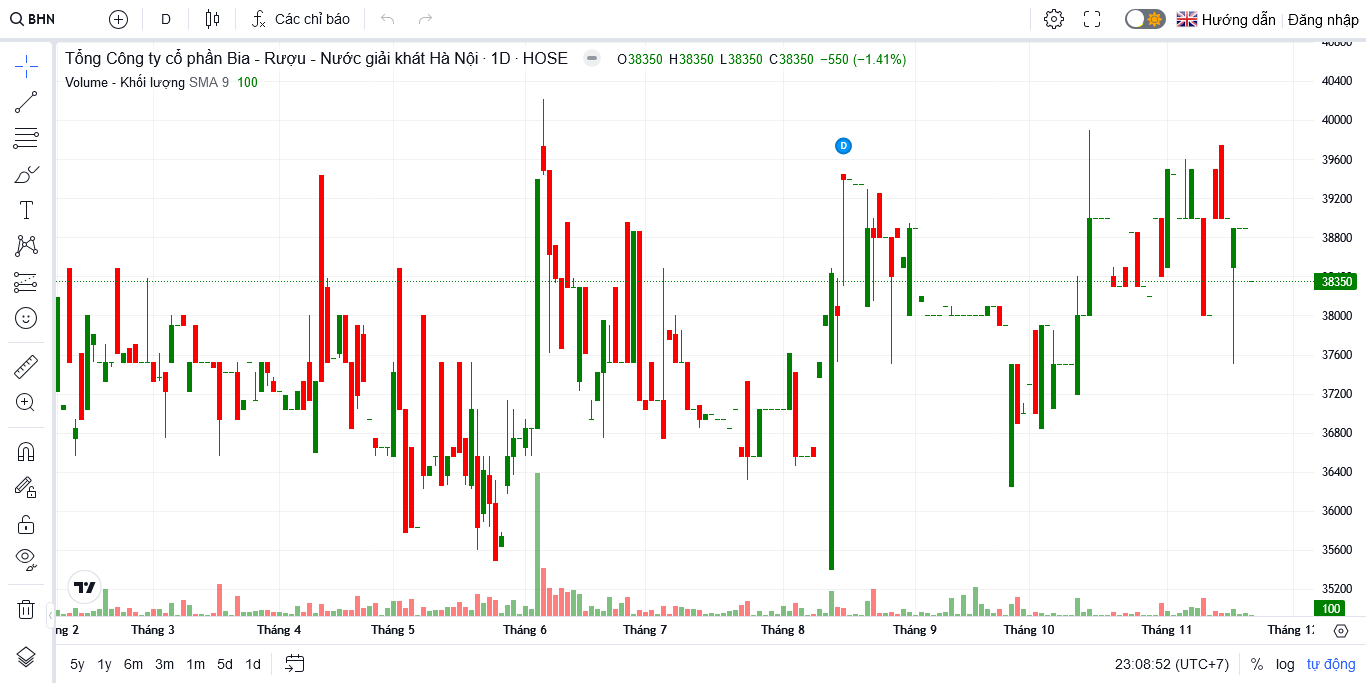 BHN D Các chỉ báo Hướng dẫn Đăng nhập
Tổng Công ty cổ phần Bia - Rượu - Nước giải khát Hà Nội · 1D · HOSE O38350 H38350 L38350 C38350 −550 (−1.41%)
Volume - Khối lượng SMA 9 100
D
40800
40400
40000
39600
39200
38800
38400
38350
38000
37600
37200
36800
36400
36000
35600
35200
100
ng 2 Tháng 3 Tháng 4 Tháng 5 Tháng 6 Tháng 7 Tháng 8 Tháng 9 Tháng 10 Tháng 11 Tháng 12
5y 1y 6m 3m 1m 5d 1d 23:08:52 (UTC+7) % log tự động